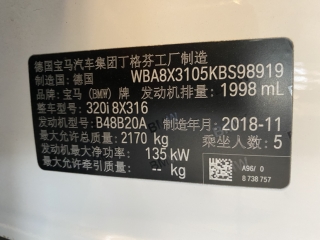 德国宝马汽车集团丁格芬工厂制造
制造国：德国 WBA8X3105KBS98919
品牌：宝马（BMW）牌 发动机排量：1998 mL
整车型号：320i 8X316
发动机型号：B48B20A 制造年月：2018-11
最大允许总质量：2170 kg 乘坐人数：5
发动机最大净功率：135 kW
最大允许牵引质量：-- kg
A96/ 0
8 738 757